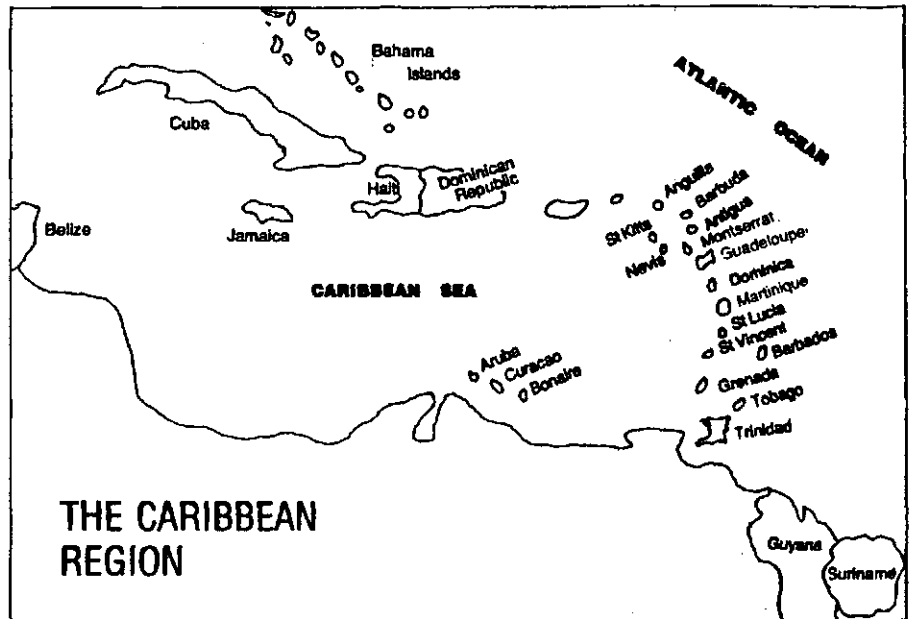 Bahama
Islands
ATLANTIC OCEAN
Cuba
Haiti
Dominican
Republic
Anguilla
Barbuda
Antigua
St Kitts
Montserrat
Belize
Jamaica
Nevis
Guadeloupe
CARIBBEAN SEA
Dominica
Martinique
St Lucia
St Vincent
Barbados
Aruba
Curacao
Bonaire
Grenada
Tobago
Trinidad
THE CARIBBEAN
REGION
Guyana
Suriname